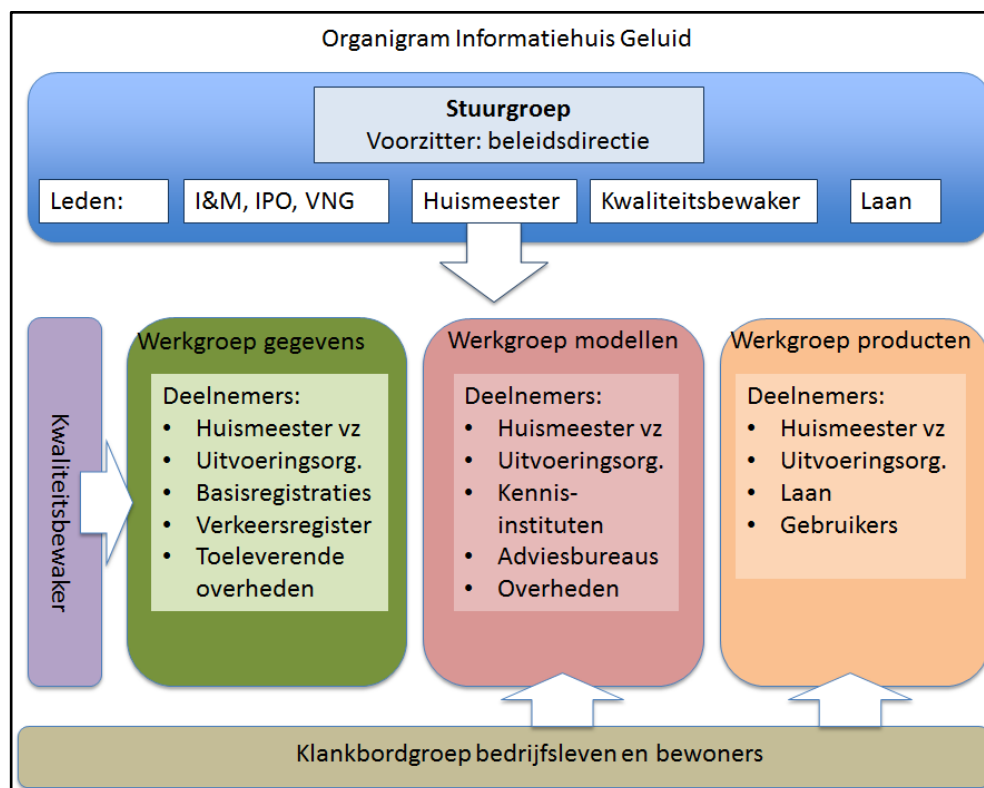 Organigram Informatiehuis Geluid
Stuurgroep
Voorzitter: beleidsdirectie
Leden:
I&M, IPO, VNG
Huismeester
Kwaliteitsbewaker
Laan
Kwaliteitsbewaker
Werkgroep gegevens
Deelnemers:
• Huismeester vz
• Uitvoeringsorg.
• Basisregistraties
• Verkeersregister
• Toeleverende
overheden
Werkgroep modellen
Deelnemers:
• Huismeester vz
• Uitvoeringsorg.
• Kennis-
instituten
• Adviesbureaus
• Overheden
Werkgroep producten
Deelnemers:
• Huismeester vz
• Uitvoeringsorg.
• Laan
• Gebruikers
Klankbordgroep bedrijfsleven en bewoners